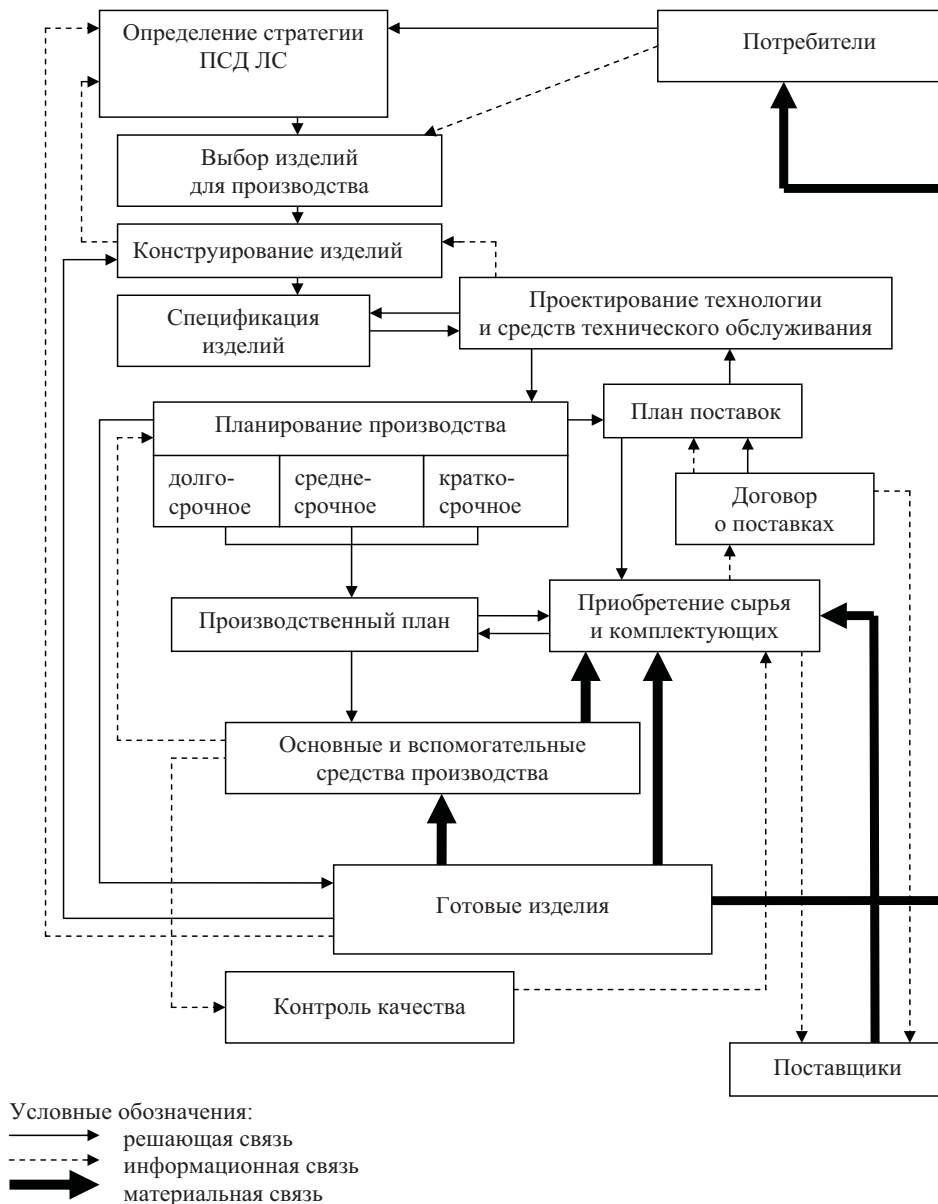 Определение стратегии
ПСД ЛС
Потребители
Выбор изделий
для производства
Конструирование изделий
Проектирование технологии
и средств технического обслуживания
Спецификация
изделий
Планирование производства
План поставок
долго-
срочное
средне-
срочное
кратко-
срочное
Договор
о поставках
Производственный план
Приобретение сырья
и комплектующих
Основные и вспомогательные
средства производства
Готовые изделия
Контроль качества
Поставщики
Условные обозначения:
решающая связь
информационная связь
материальная связь